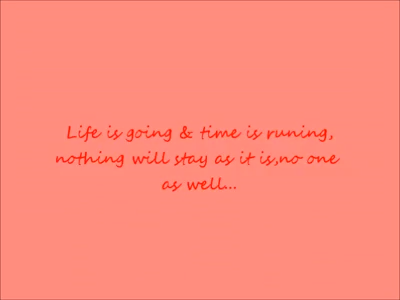 Life is going & time is runing,
nothing will stay as it is,no one
as well...